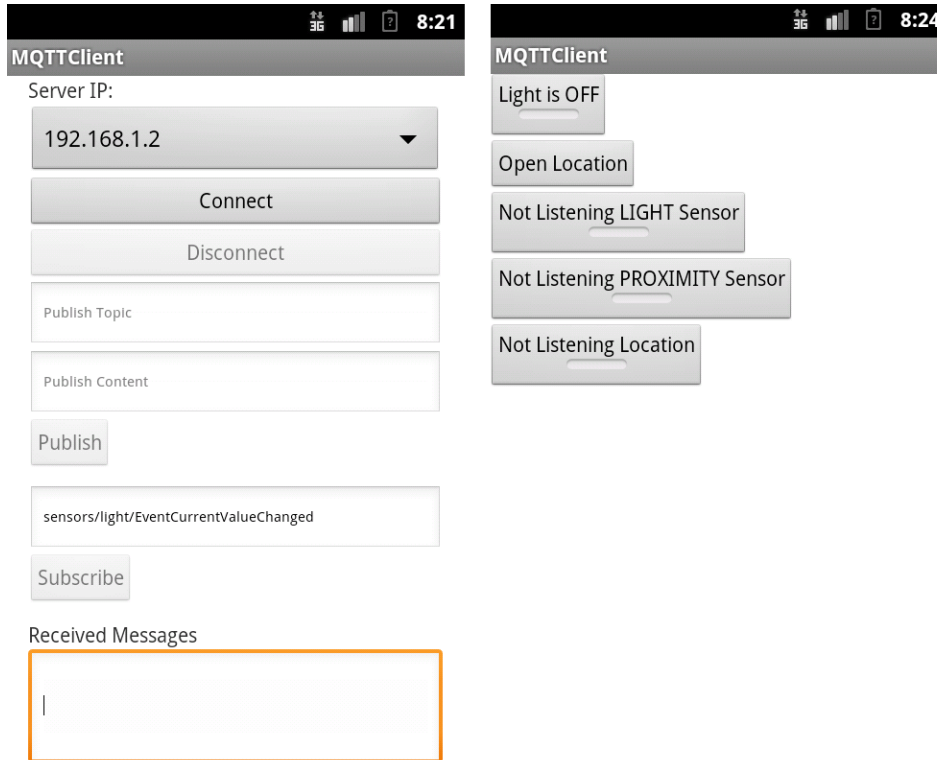 3G 8:21
MQTTClient
Server IP:
192.168.1.2
Connect
Disconnect
Publish Topic
Publish Content
Publish
sensors/light/EventCurrentValueChanged
Subscribe
Received Messages
3G 8:24
MQTTClient
Light is OFF
Open Location
Not Listening LIGHT Sensor
Not Listening PROXIMITY Sensor
Not Listening Location